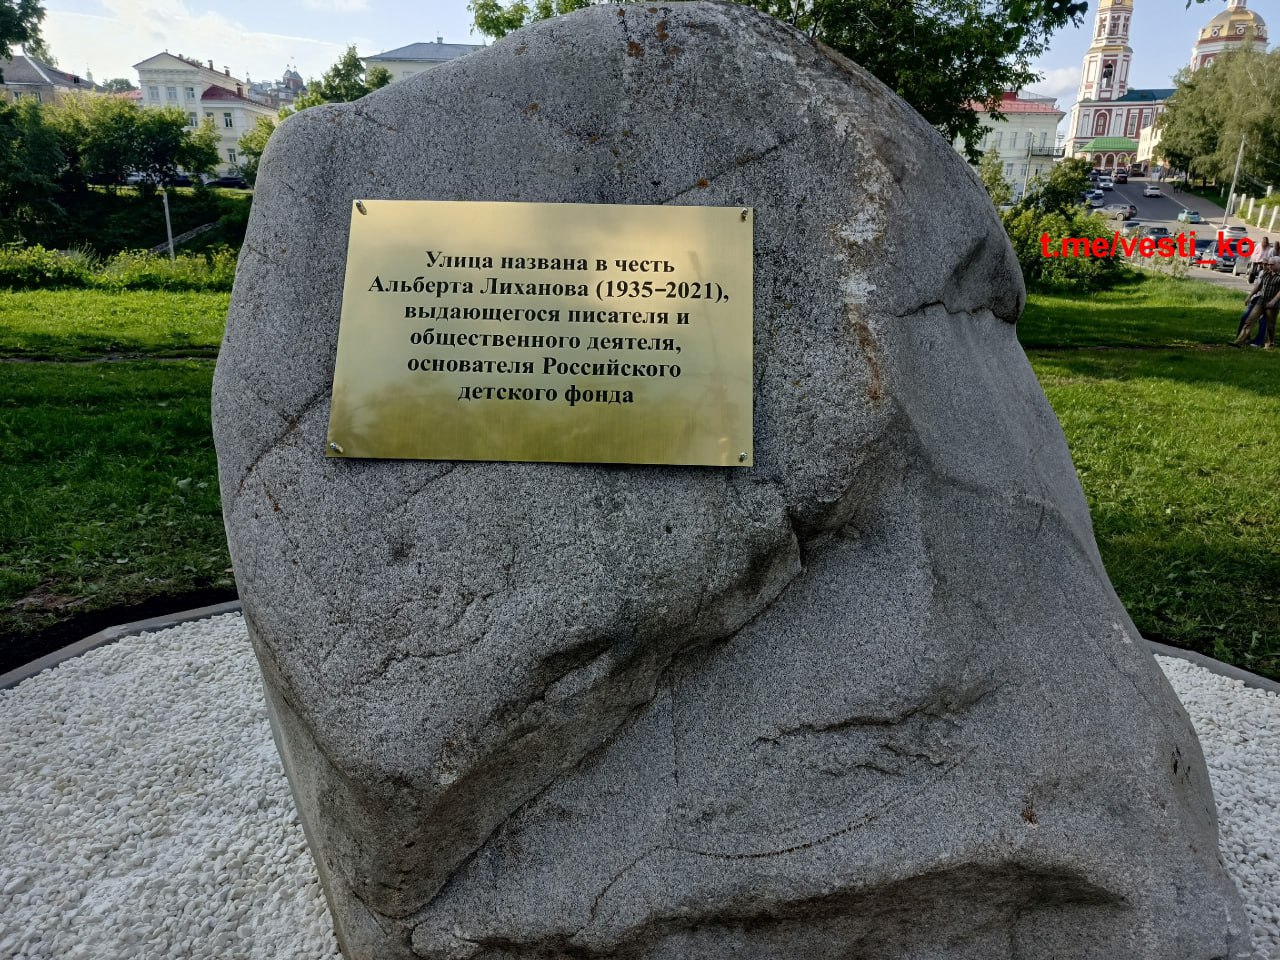 Улица названа в честь
Альберта Лиханова (1935–2021),
выдающегося писателя и
общественного деятеля,
основателя Российского
детского фонда
t.me/vesti_ko